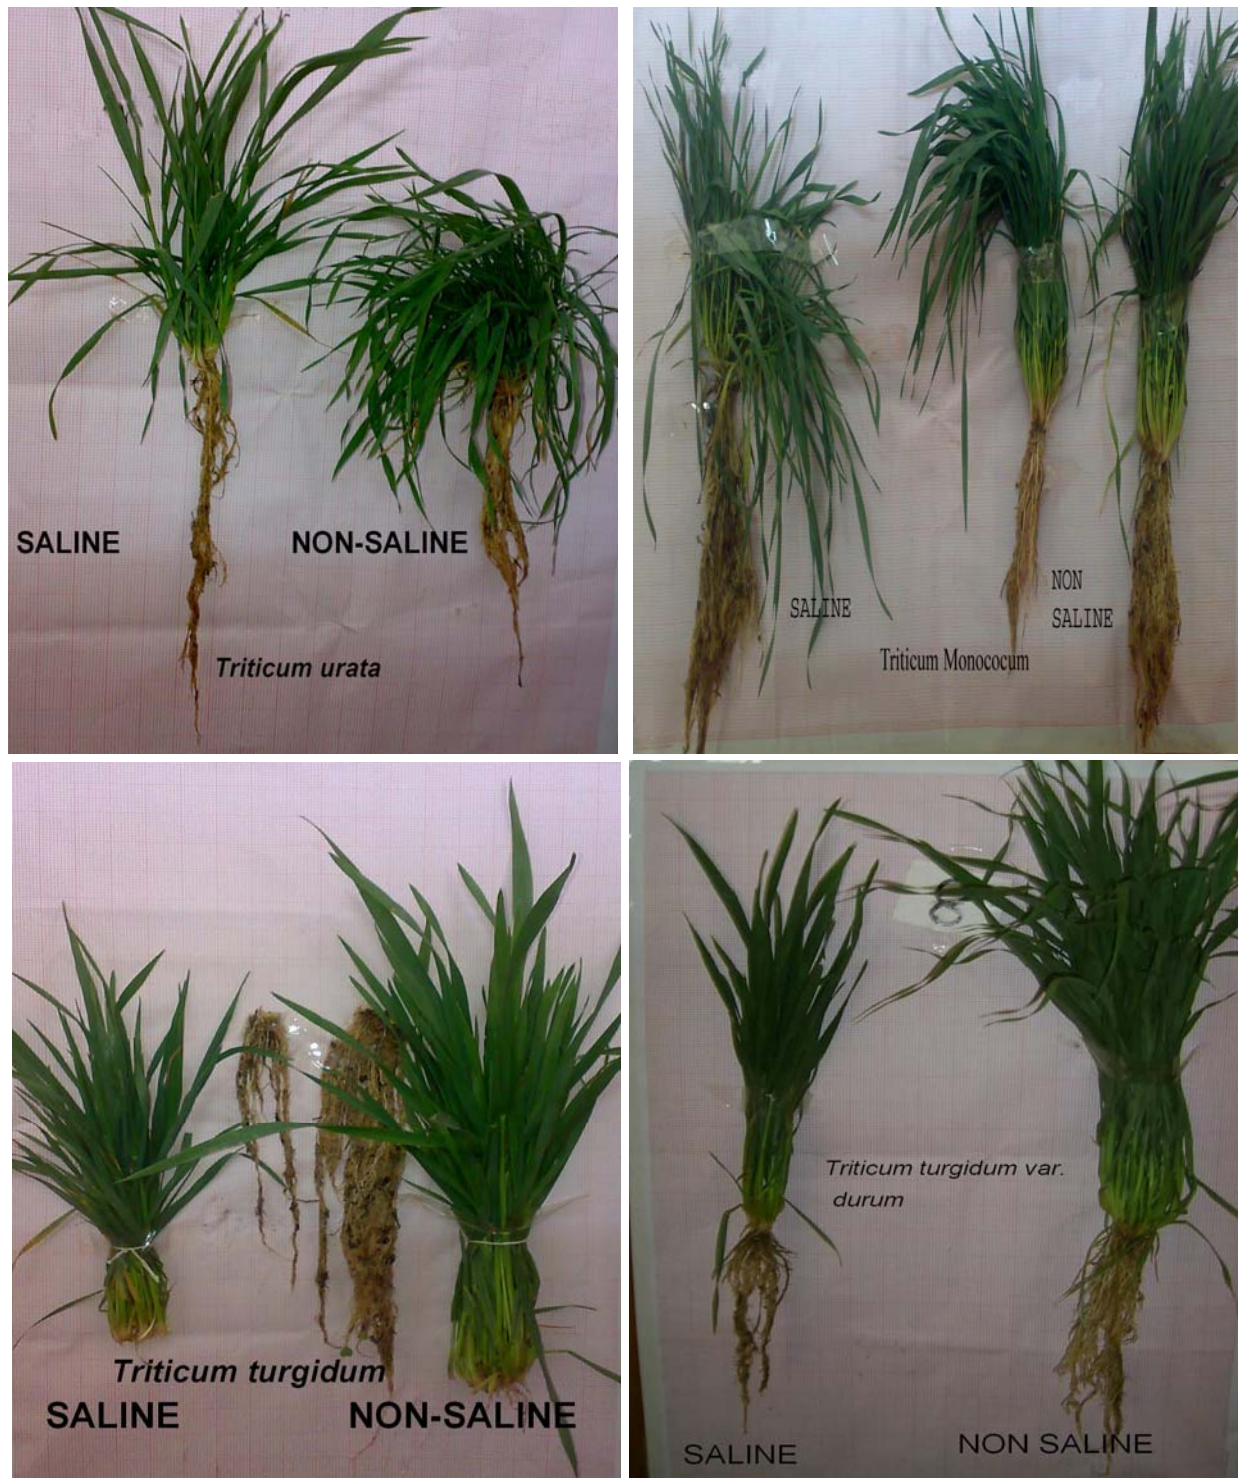 SALINE
NON-SALINE
Triticum urata
SALINE
NON
SALINE
Triticum Monococum
Triticum turgidum
SALINE
NON-SALINE
8
Triticum turgidum var.
durum
SALINE
NON SALINE